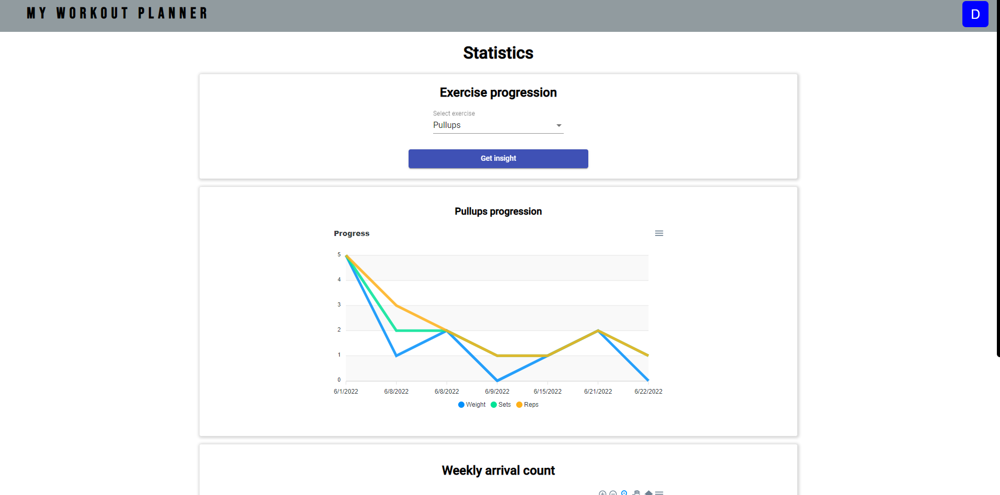 MY WORKOUT PLANNER
D
Statistics
Exercise progression
Select exercise
Pullups
Get insight
Pullups progression
Progress
5
4
3
2
1
0
6/1/2022 6/8/2022 6/8/2022 6/9/2022 6/15/2022 6/21/2022 6/22/2022
Weight Sets Reps
Weekly arrival count